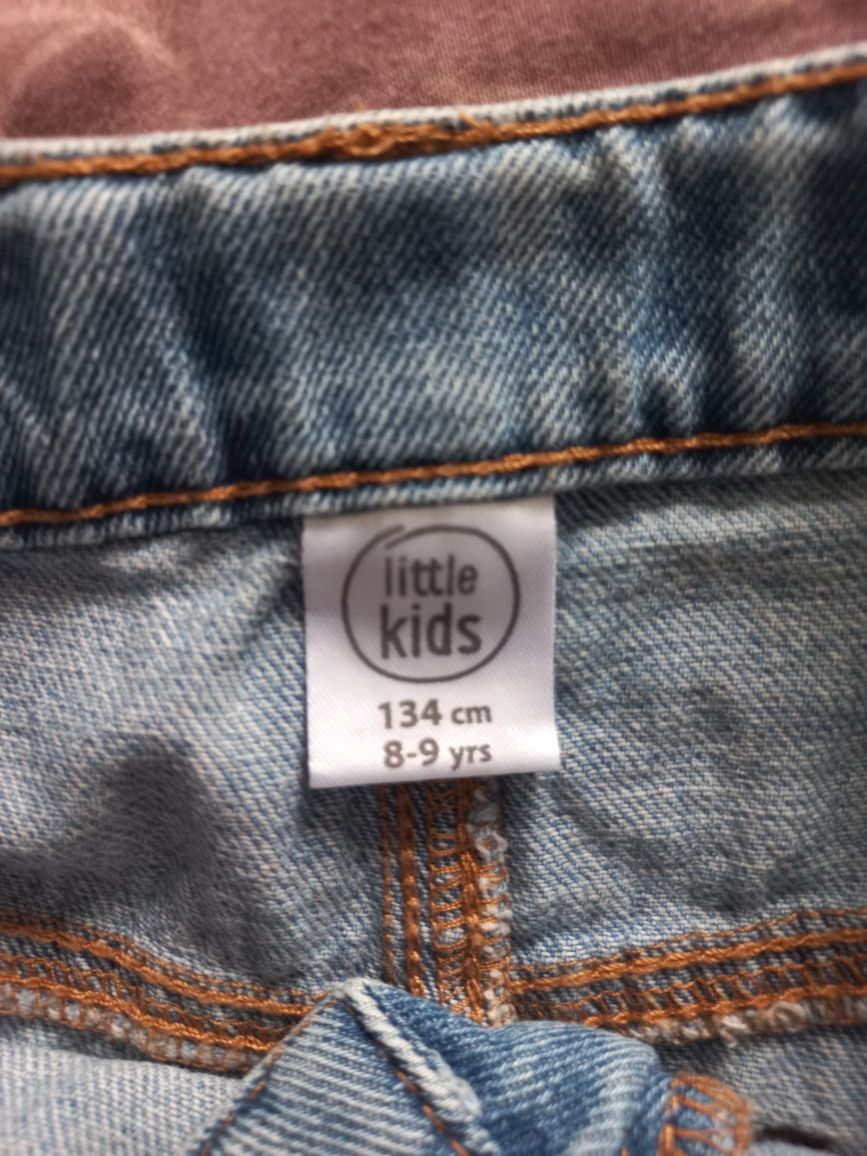 little
kids
134 cm
8-9 yrs